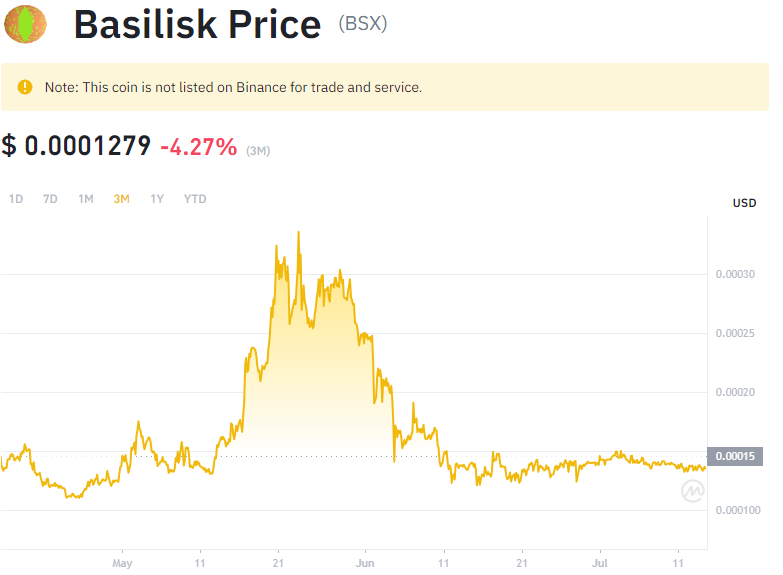 Basilisk Price (BSX)
Note: This coin is not listed on Binance for trade and service.
$ 0.0001279 -4.27% (3M)
1D 7D 1M 3M 1Y YTD
USD
0.00030
0.00025
0.00020
0.00015
0.000100
May 11 21 Jun 11 21 Jul 11